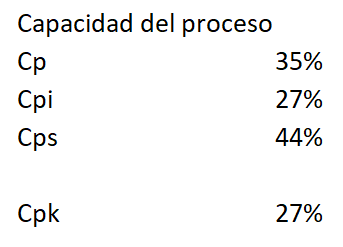 Capacidad del proceso
Cp 35%
Cpi 27%
Cps 44%
Cpk 27%